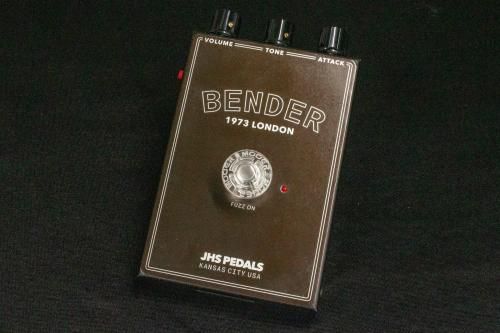 VOLUME
TONE
ATTACK
BENDER
1973 LONDON
FUZZ ON
JHS PEDALS
KANSAS CITY USA